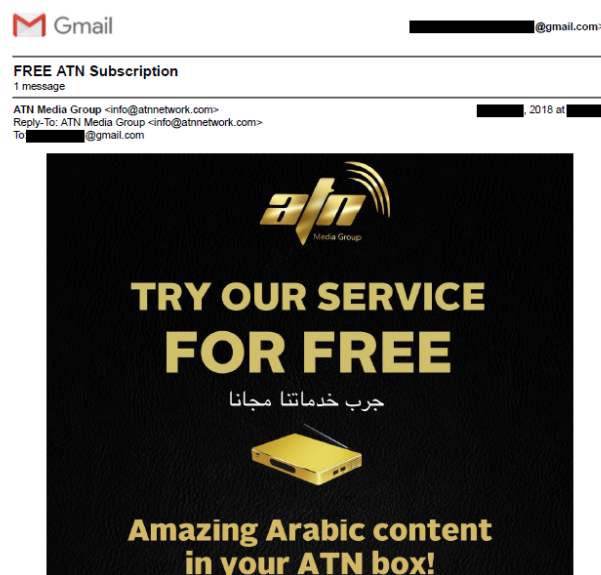 Gmail
@gmail.com>
FREE ATN Subscription
1 message
ATN Media Group <info@atnnetwork.com>
, 2018 at
Reply-To: ATN Media Group <info@atnnetwork.com>
To @gmail.com
atn
Media Group
TRY OUR SERVICE
FOR FREE
جرب خدماتنا مجانا
Amazing Arabic content
in your ATN box!